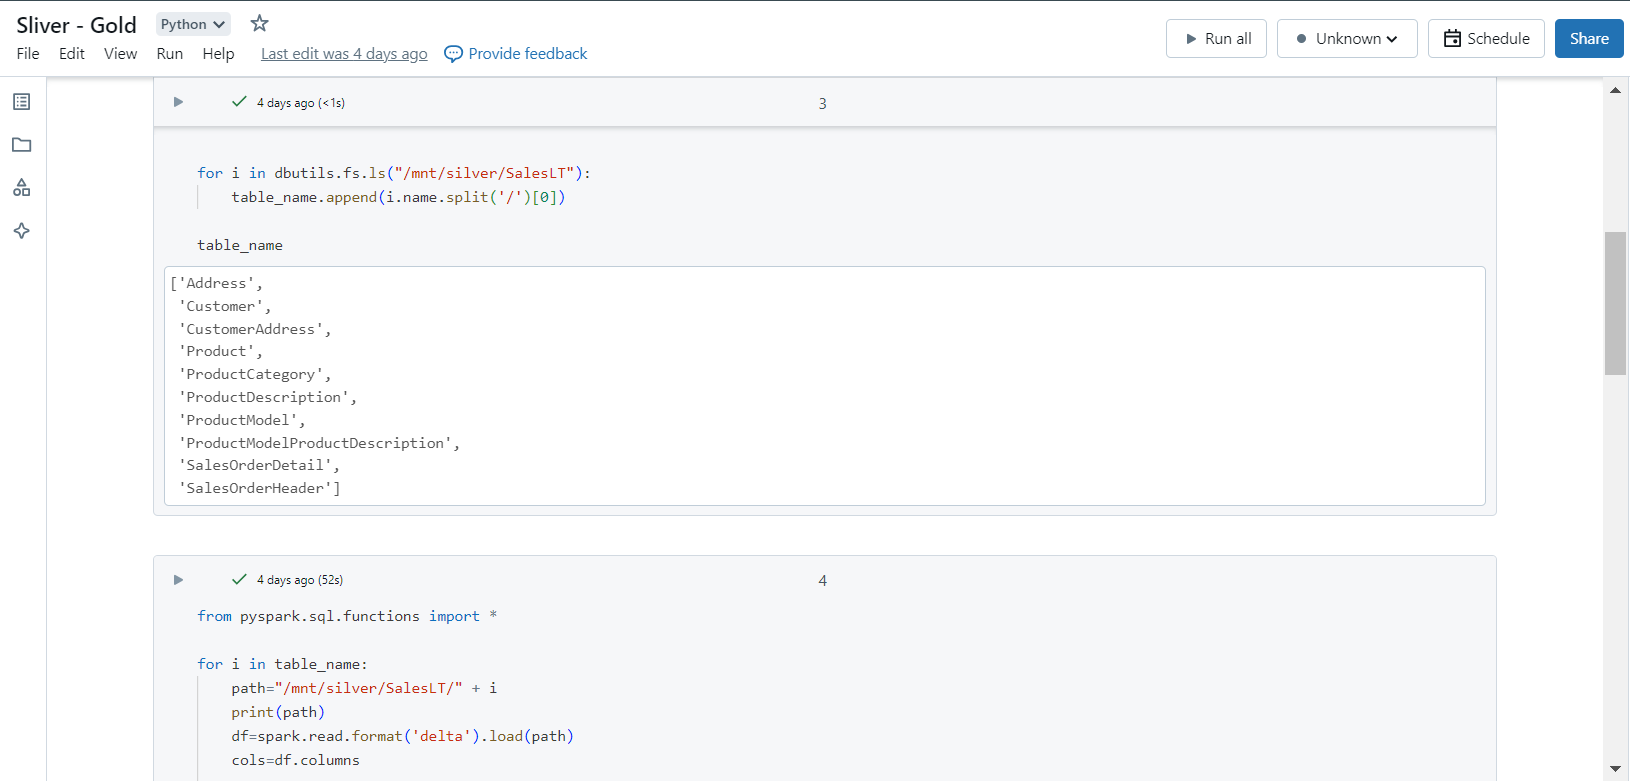 Sliver - Gold Python
File Edit View Run Help Last edit was 4 days ago Provide feedback
Run all Unknown Schedule Share
4 days ago (<1s) 3
for i in dbutils.fs.ls("/mnt/silver/SalesLT"):
    table_name.append(i.name.split('/')[0])
table_name
['Address',
 'Customer',
 'CustomerAddress',
 'Product',
 'ProductCategory',
 'ProductDescription',
 'ProductModel',
 'ProductModelProductDescription',
 'SalesOrderDetail',
 'SalesOrderHeader']
4 days ago (52s) 4
from pyspark.sql.functions import *
for i in table_name:
    path="/mnt/silver/SalesLT/" + i
    print(path)
    df=spark.read.format('delta').load(path)
    cols=df.columns